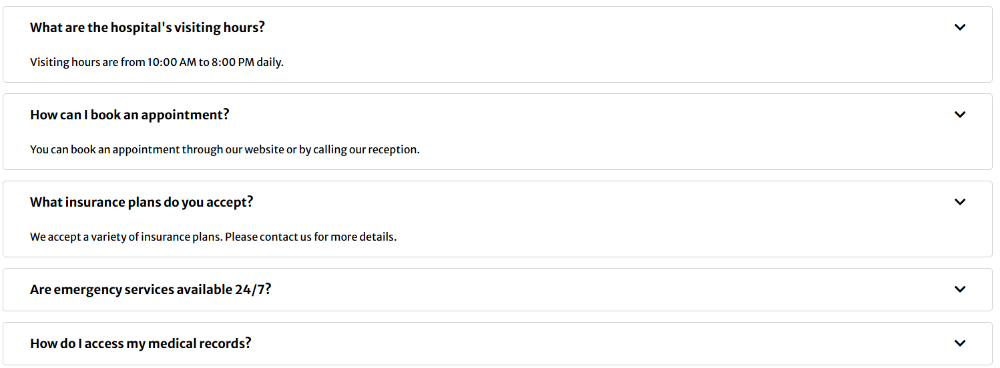 What are the hospital's visiting hours?
Visiting hours are from 10:00 AM to 8:00 PM daily.
How can I book an appointment?
You can book an appointment through our website or by calling our reception.
What insurance plans do you accept?
We accept a variety of insurance plans. Please contact us for more details.
Are emergency services available 24/7?
How do I access my medical records?